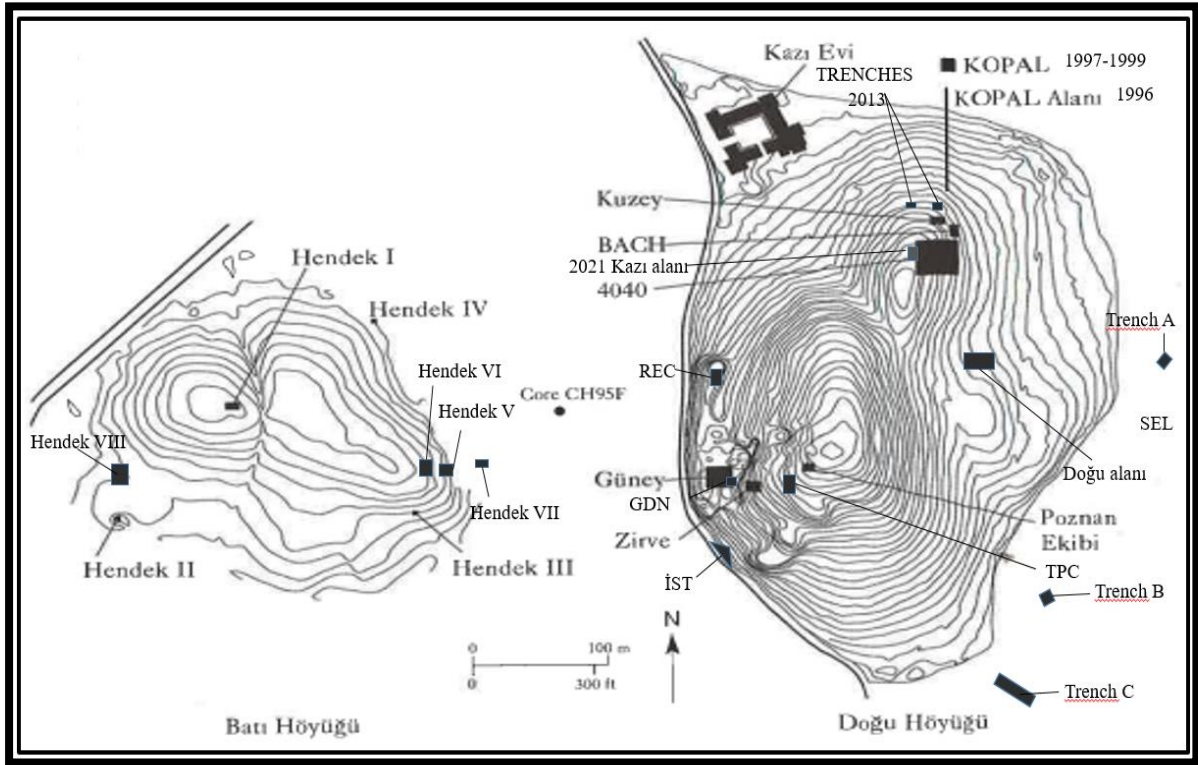 Kazı Evi
TRENCHES
2013
KOPAL 1997-1999
KOPAL Alanı 1996
Kuzey
BACH
2021 Kazı alanı
4040
Hendek I
Hendek IV
Hendek VI
Hendek V
Core CH95F
Hendek VIII
Hendek VII
Hendek II
Hendek III
REC
Trench A
SEL
Doğu alanı
Güney
GDN
Zirve
İST
Poznan
Ekibi
TPC
Trench B
Trench C
N
0 100 m
0 300 ft
Batı Höyüğü
Doğu Höyüğü